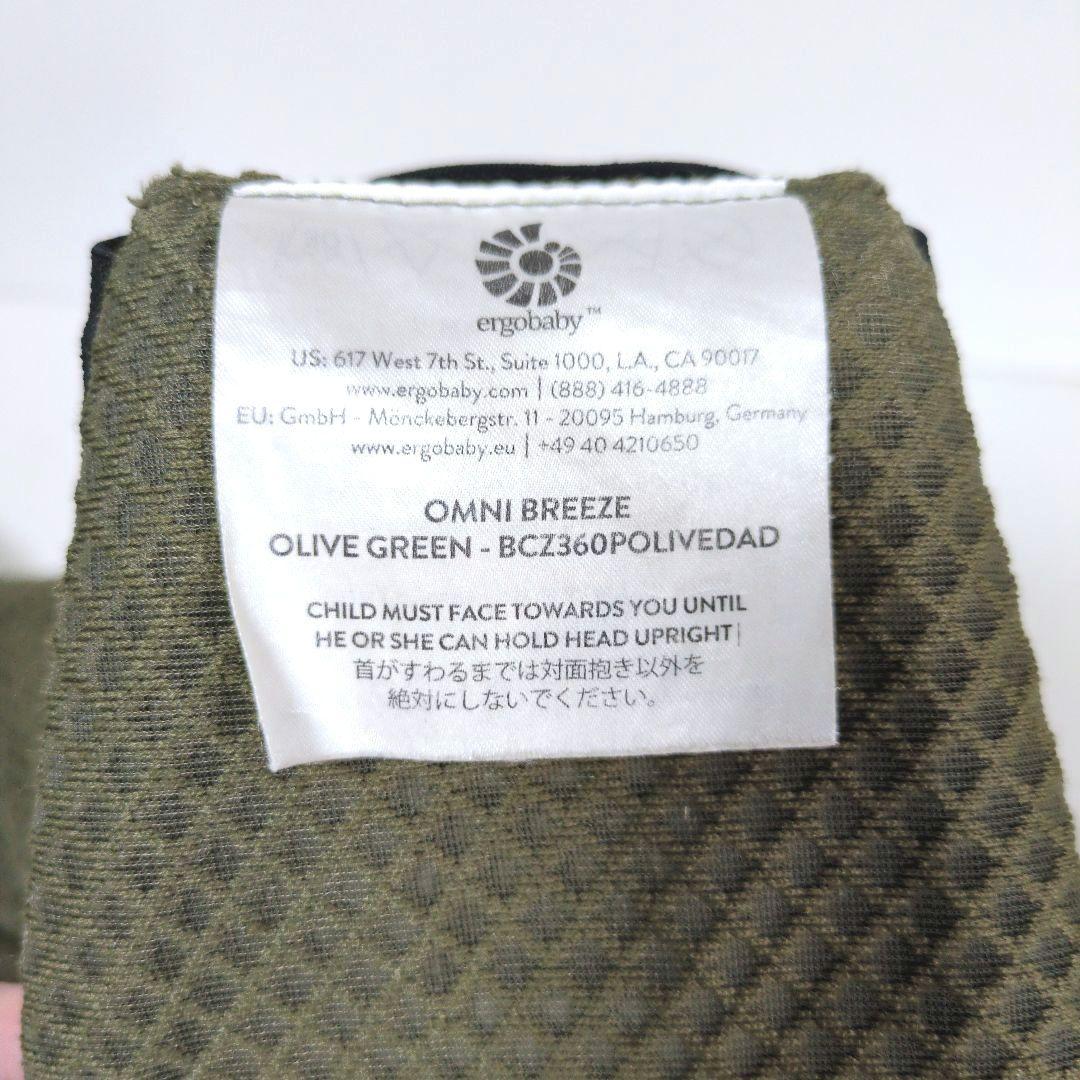 ergobaby™
US: 617 West 7th St., Suite 1000, L.A., CA 90017
www.ergobaby.com | (888) 416-4888
EU: GmbH - Mönckebergstr. 11 - 20095 Hamburg, Germany
www.ergobaby.eu | +49 40 4210650
OMNI BREEZE
OLIVE GREEN - BCZ360POLIVEDAD
CHILD MUST FACE TOWARDS YOU UNTIL
HE OR SHE CAN HOLD HEAD UPRIGHT |
首がすわるまでは対面抱き以外を
絶対にしないでください。